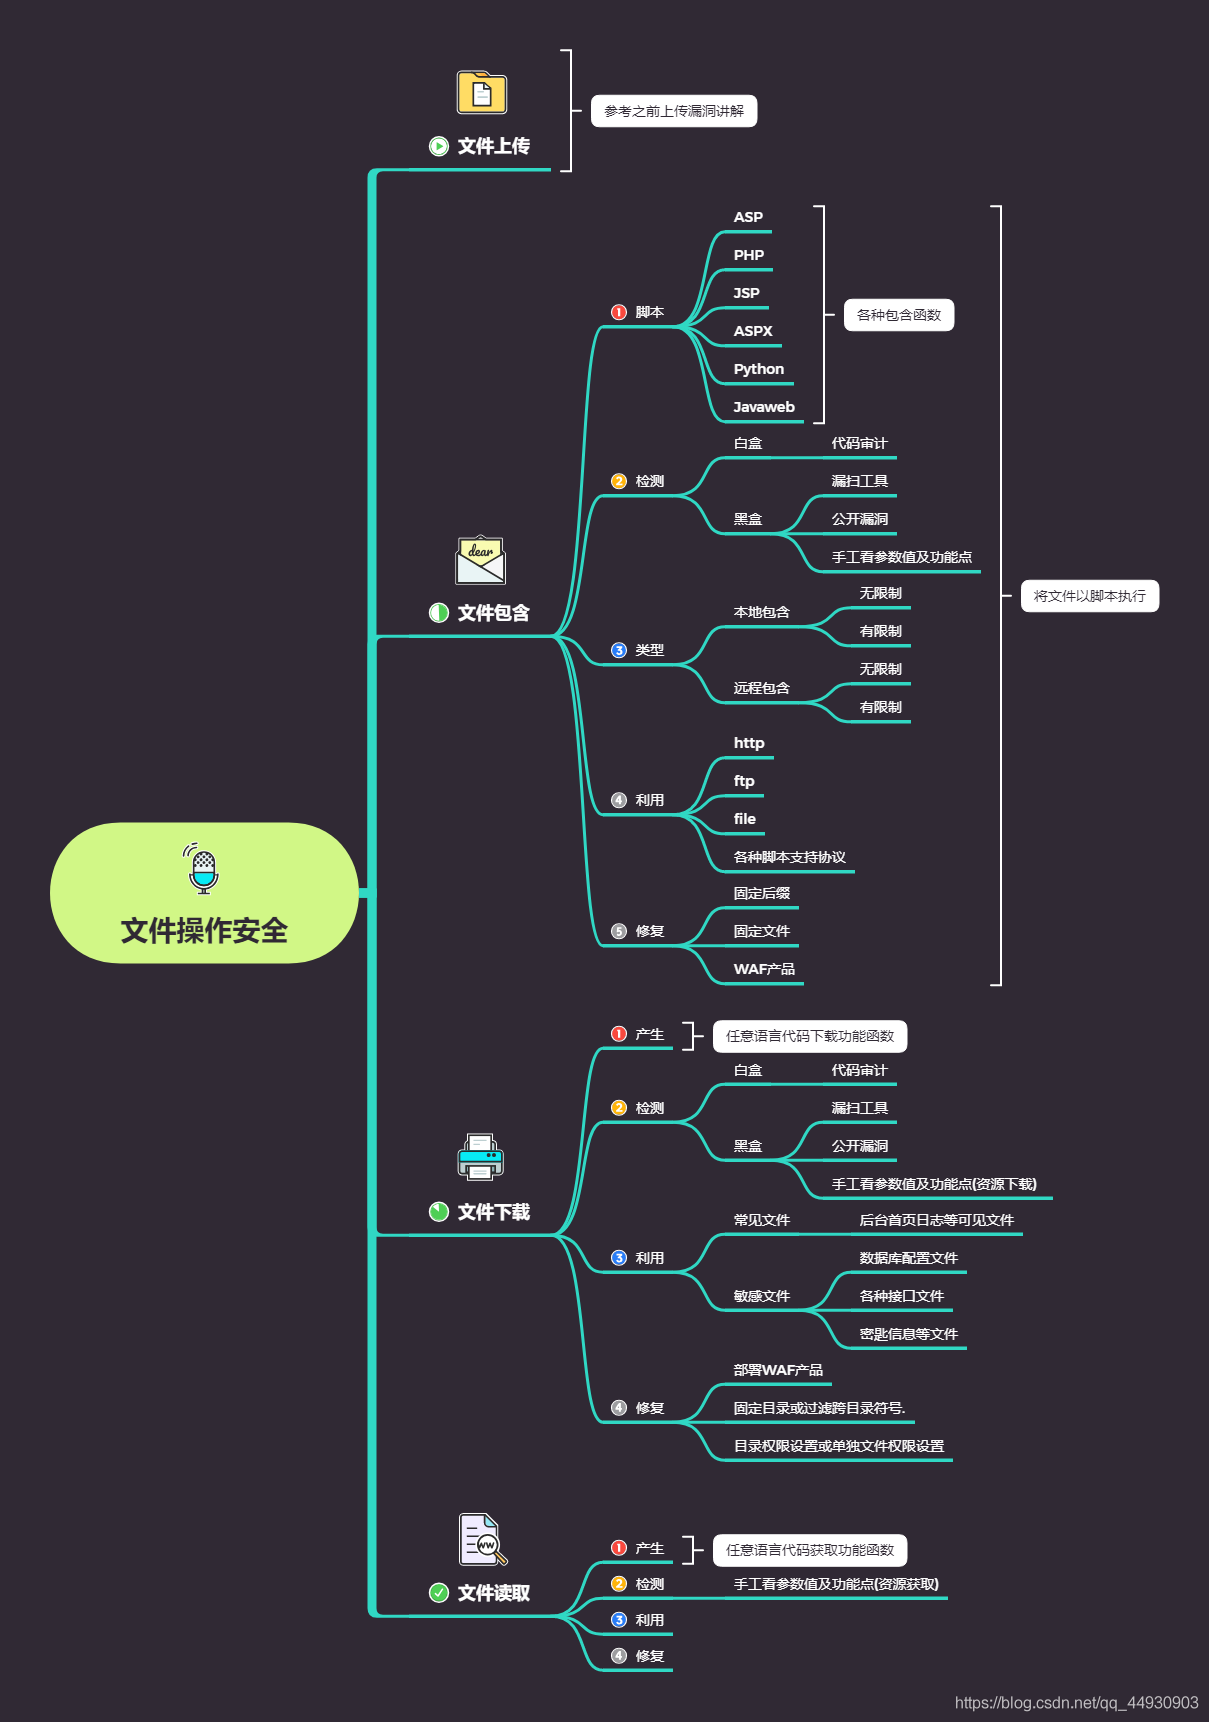 参考之前上传漏洞讲解
文件上传
ASP
PHP
JSP
ASPX
Python
Javaweb
各种包含函数
1 脚本
白盒
代码审计
2 检测
漏扫工具
黑盒
公开漏洞
手工看参数值及功能点
dear
文件包含
将文件以脚本执行
无限制
本地包含
有限制
3 类型
无限制
远程包含
有限制
http
ftp
4 利用
file
各种脚本支持协议
固定后缀
5 修复
固定文件
WAF产品
文件操作安全
1 产生
任意语言代码下载功能函数
白盒
代码审计
2 检测
漏扫工具
黑盒
公开漏洞
手工看参数值及功能点(资源下载)
文件下载
常见文件
后台首页日志等可见文件
3 利用
数据库配置文件
敏感文件
各种接口文件
密匙信息等文件
部署WAF产品
4 修复
固定目录或过滤跨目录符号.
目录权限设置或单独文件权限设置
WW
文件读取
1 产生
任意语言代码获取功能函数
2 检测
手工看参数值及功能点(资源获取)
3 利用
4 修复
https://blog.csdn.net/qq_44930903